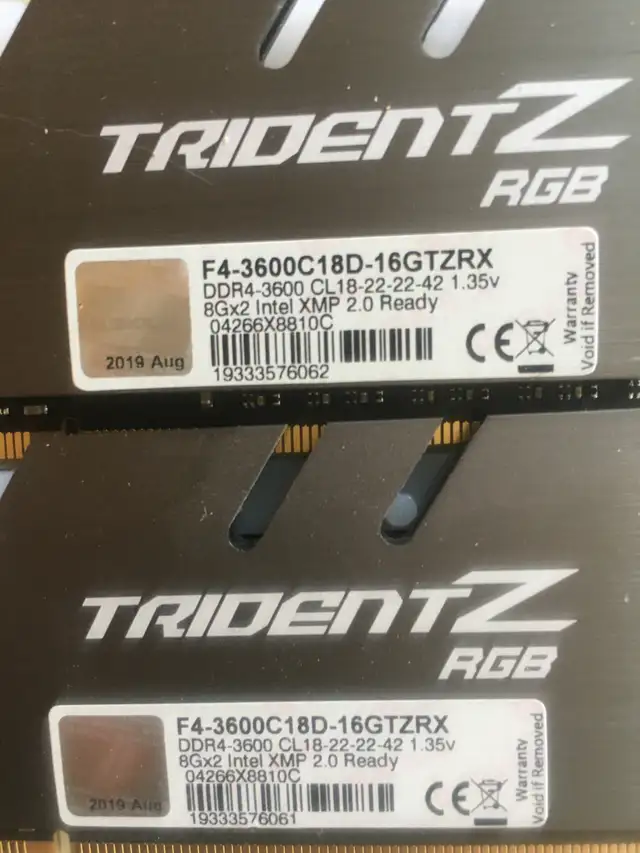 TRIDENTZ
RGB
F4-3600C18D-16GTZRX
DDR4-3600 CL18-22-22-42 1.35v
8Gx2 Intel XMP 2.0 Ready
04266X8810C
2019 Aug
19333576062
CE
Warranty
Void if Removed
TRIDENTZ
RGB
F4-3600C18D-16GTZRX
DDR4-3600 CL18-22-22-42 1.35v
8Gx2 Intel XMP 2.0 Ready
04266X8810C
2019 Aug
19333576061
CE
Warranty
Void if Removed